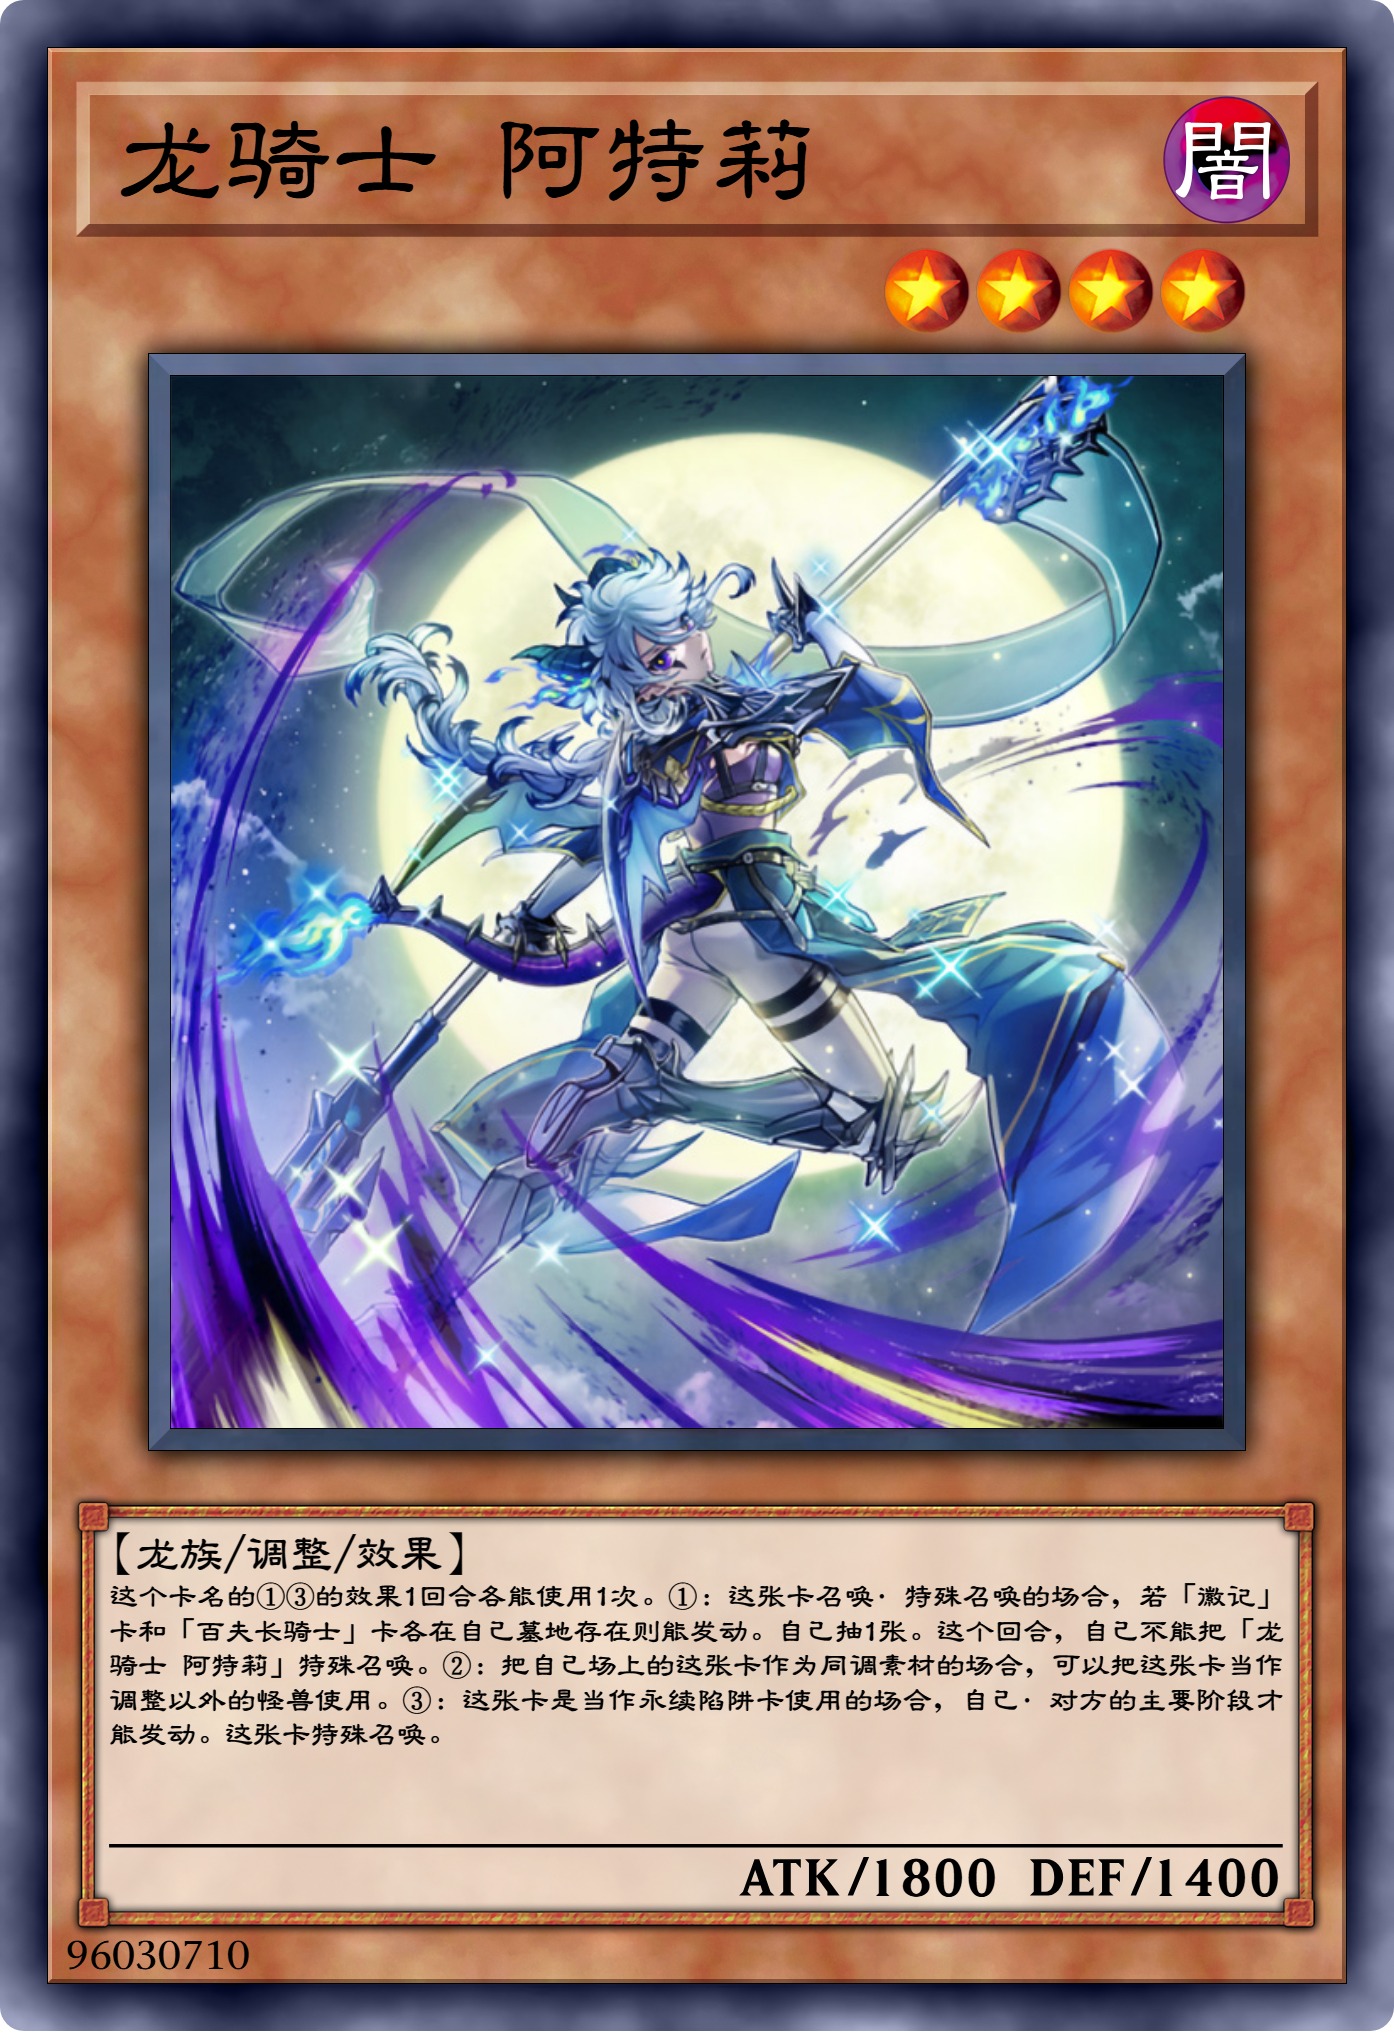 龙骑士 阿特莉
闇
【龙族/调整/效果】
这个卡名的①③的效果1回合各能使用1次。①：这张卡召唤·特殊召唤的场合，若「徽记」
卡和「百夫长骑士」卡各在自己墓地存在则能发动。自己抽1张。这个回合，自己不能把「龙
骑士 阿特莉」特殊召唤。②：把自己场上的这张卡作为同调素材的场合，可以把这张卡当作
调整以外的怪兽使用。③：这张卡是当作永续陷阱卡使用的场合，自己·对方的主要阶段才
能发动。这张卡特殊召唤。
ATK/1800 DEF/1400
96030710